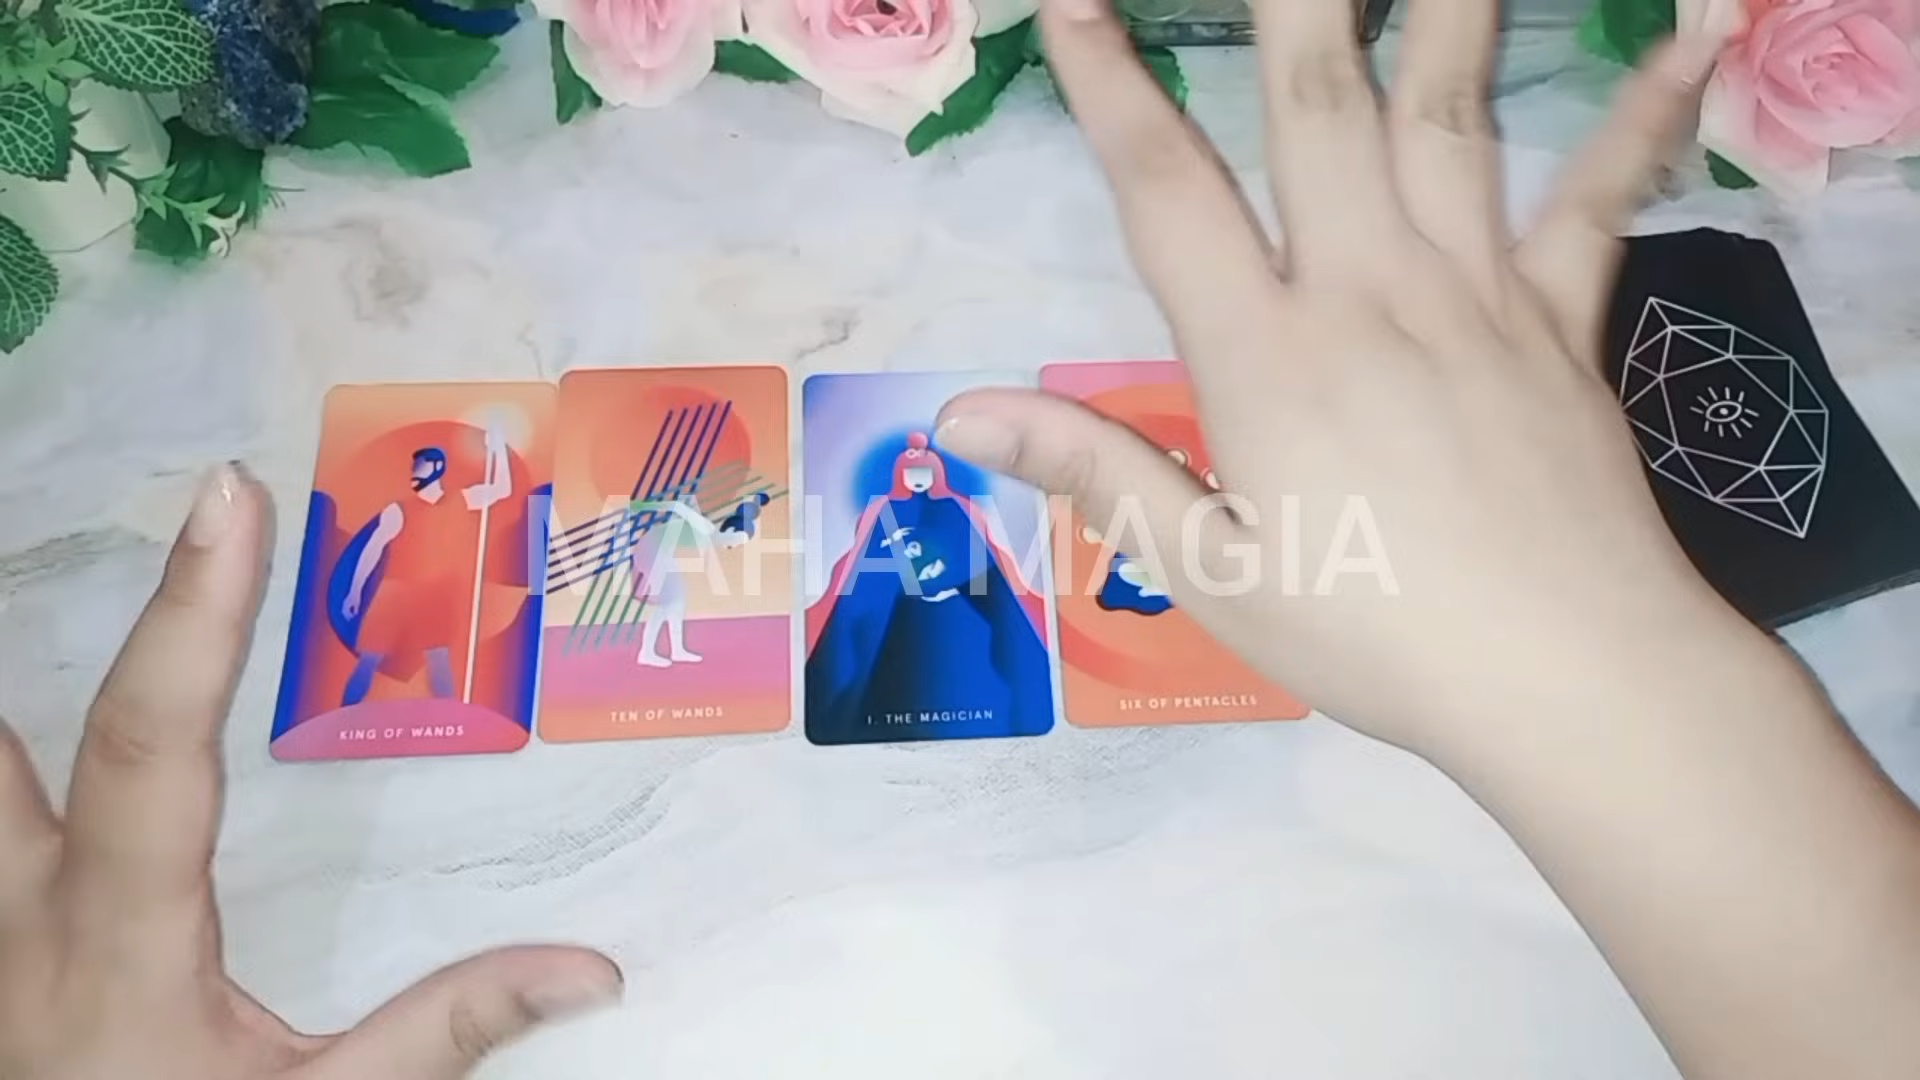 MAHA MAGIA
KING OF WANDS
TEN OF WANDS
I. THE MAGICIAN
SIX OF PENTACLES